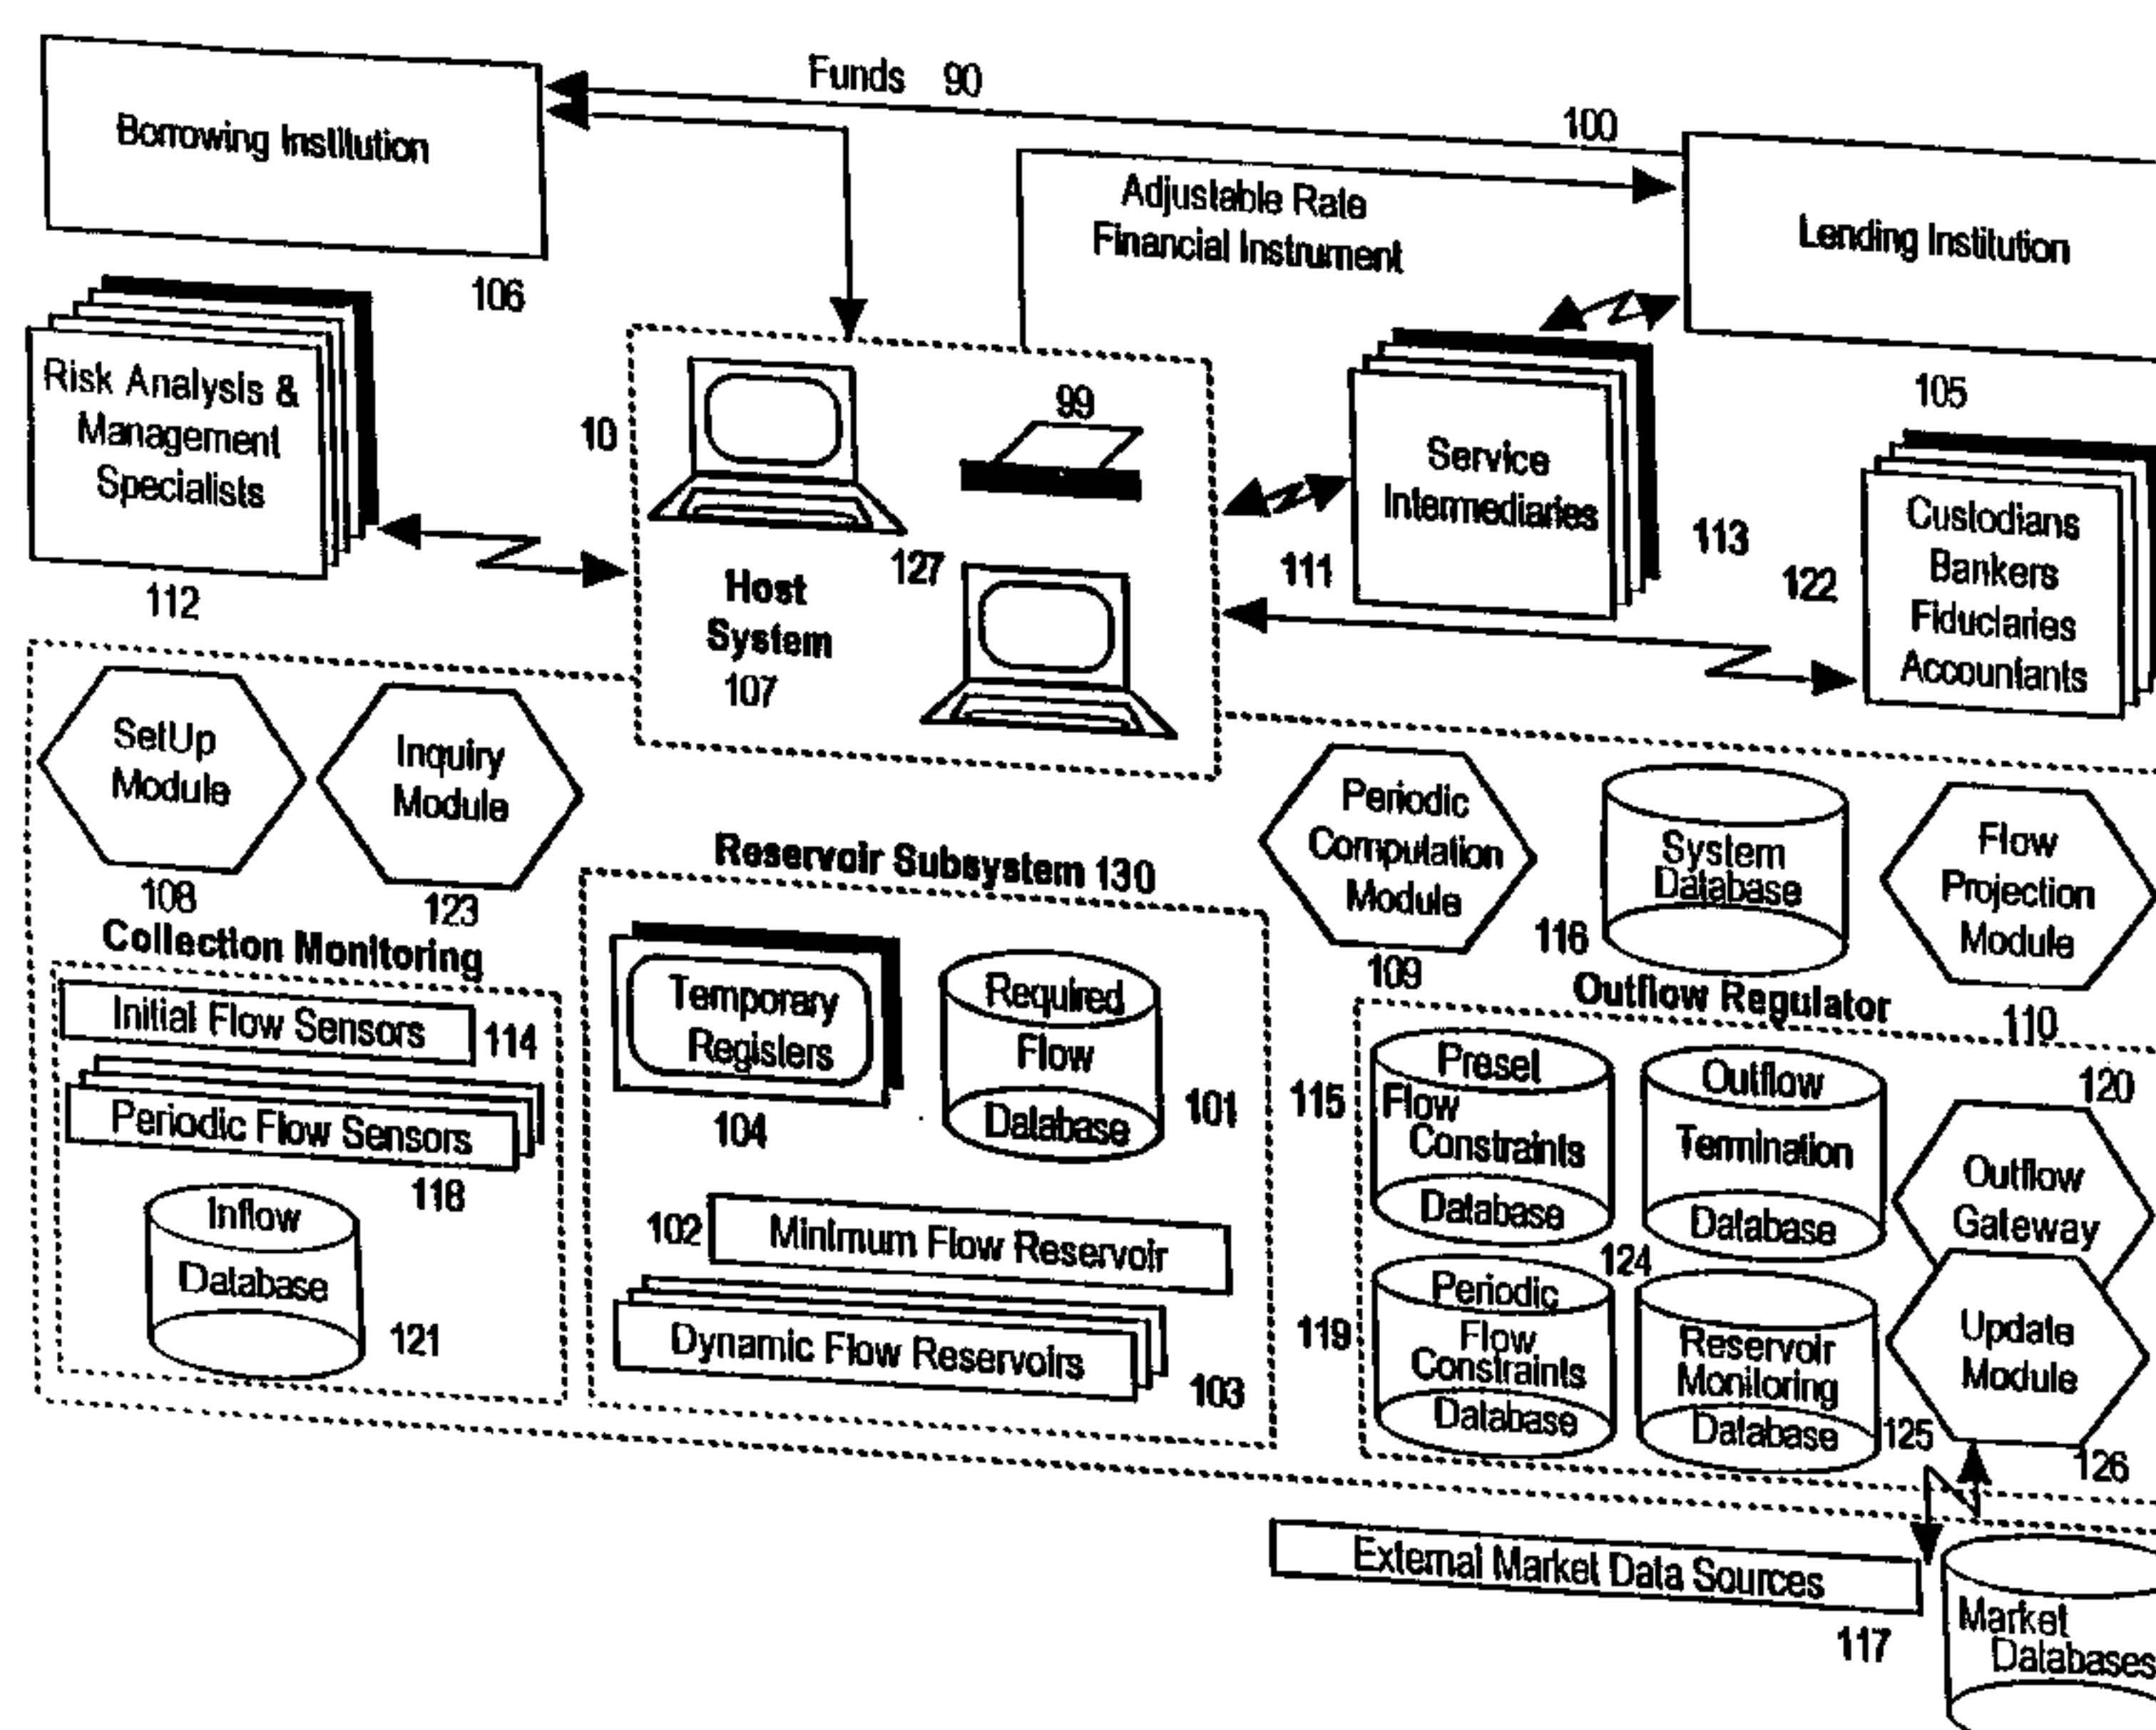 Funds 90
100
Borrowing Institution
Adjustable Rate
Financial Instrument
Lending Institution
106
105
Risk Analysis &
Management
Specialists
112
10
99
127
Host
System
107
Service
Intermediaries
111
113
122
Custodians
Bankers
Fiduciaries
Accountants
SetUp
Module
108
Inquiry
Module
123
Periodic
Computation
Module
109
System
Database
116
Flow
Projection
Module
110
Collection Monitoring
Initial Flow Sensors
114
Periodic Flow Sensors
118
Inflow
Database
121
Reservoir Subsystem 130
Temporary
Registers
104
Required
Flow
Database
101
102
Minimum Flow Reservoir
Dynamic Flow Reservoirs
103
Outflow Regulator
115
Preset
Flow
Constraints
Database
Outflow
Termination
Database
124
120
Outflow
Gateway
119
Periodic
Flow
Constraints
Database
Reservoir
Monitoring
Database
125
Update
Module
126
External Market Data Sources
117
Market
Databases